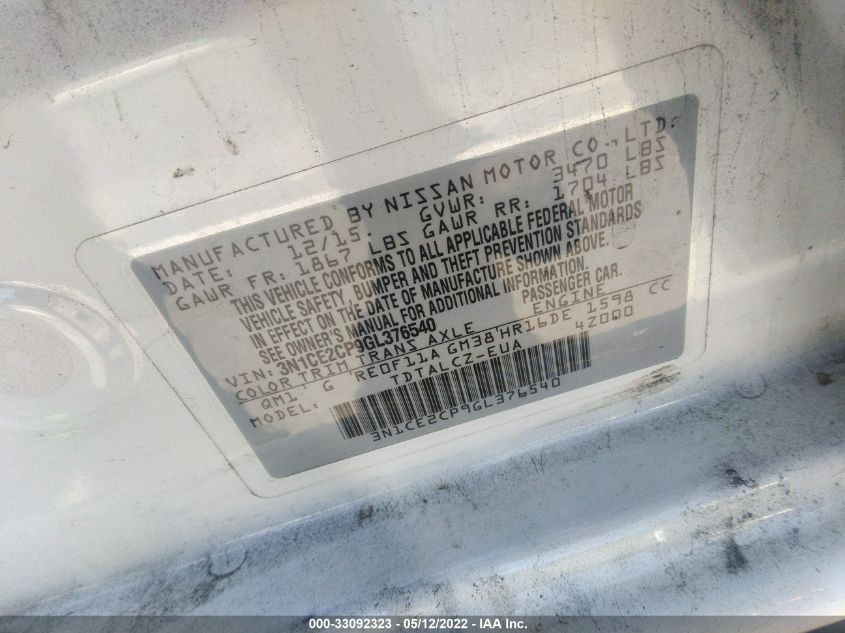 MANUFACTURED BY NISSAN MOTOR CO., LTD.
DATE: 12/15 GVWR: 3470 LBS
GAWR FR: 1867 LBS GAWR RR: 1704 LBS
THIS VEHICLE CONFORMS TO ALL APPLICABLE FEDERAL MOTOR
VEHICLE SAFETY, BUMPER AND THEFT PREVENTION STANDARDS
IN EFFECT ON THE DATE OF MANUFACTURE SHOWN ABOVE.
SEE OWNER'S MANUAL FOR ADDITIONAL INFORMATION.
VIN: 3N1CE2CP9GL376540 PASSENGER CAR.
COLOR TRIM TRANS AXLE ENGINE
QM1 G RE0F11A GM38 HR16DE 1598 CC
MODEL: TDTALCZ-EUA 4Z000
3N1CE2CP9GL376540
000-33092323 - 05/12/2022 - IAA Inc.